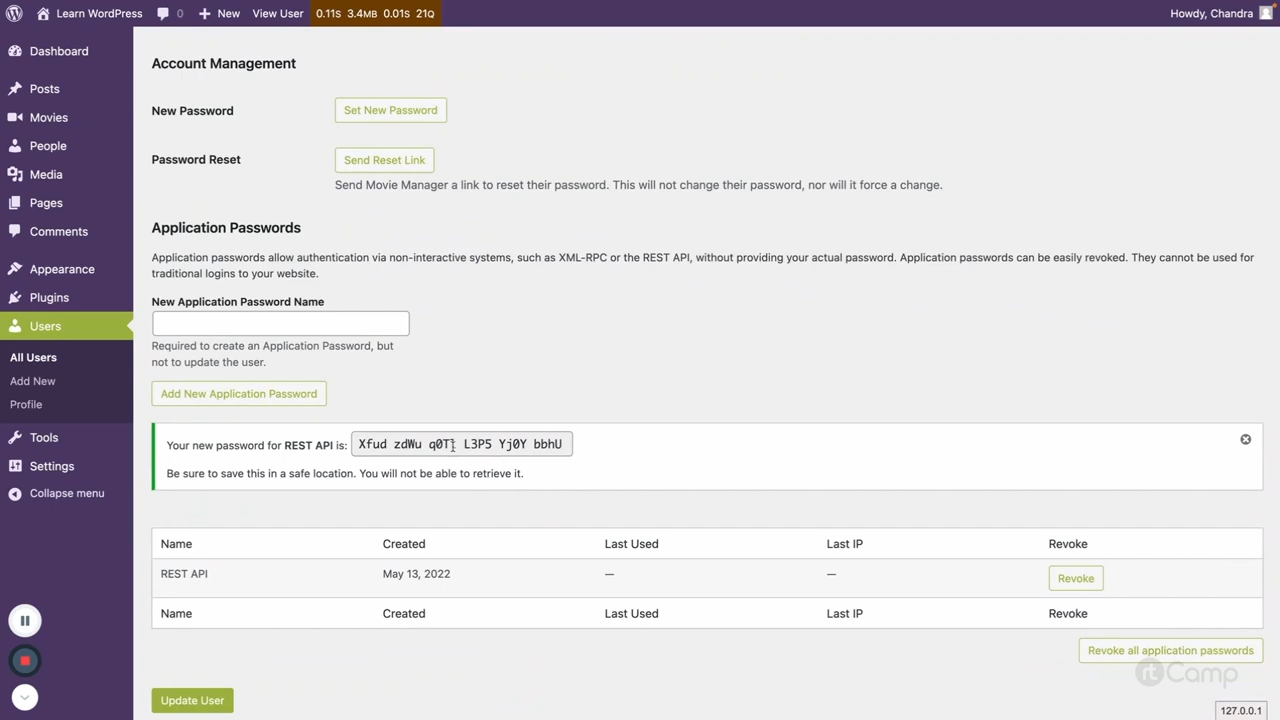 Learn WordPress
0
New
View User
0.11S 3.4MB 0.01S 21Q
Howdy, Chandra
Dashboard
Posts
Movies
People
Media
Pages
Comments
Appearance
Plugins
Users
All Users
Add New
Profile
Tools
Settings
Collapse menu
Account Management
New Password
Set New Password
Password Reset
Send Reset Link
Send Movie Manager a link to reset their password. This will not change their password, nor will it force a change.
Application Passwords
Application passwords allow authentication via non-interactive systems, such as XML-RPC or the REST API, without providing your actual password. Application passwords can be easily revoked. They cannot be used for
traditional logins to your website.
New Application Password Name
Required to create an Application Password, but
not to update the user.
Add New Application Password
Your new password for REST API is: Xfud zdWu L3P5 Yj0Y bbhU
Be sure to save this in a safe location. You will not be able to retrieve it.
Name Created Last Used Last IP Revoke
REST API May 13, 2022 — — Revoke
Name Created Last Used Last IP Revoke
Revoke all application passwords
rtCamp
Update User
127.0.0.1